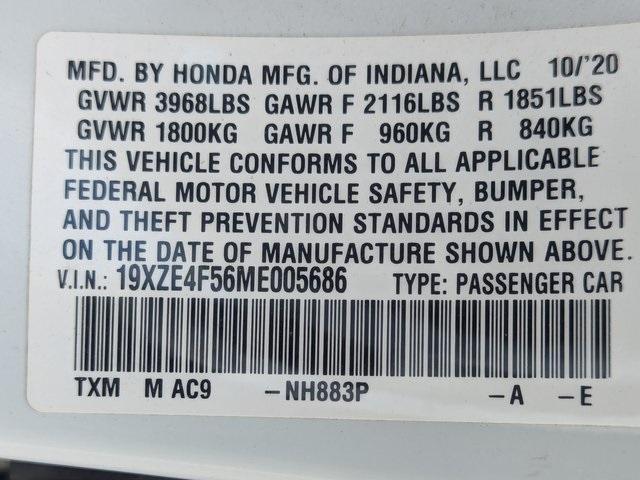 MFD. BY HONDA MFG. OF INDIANA, LLC 10/'20
GVWR 3968LBS GAWR F 2116LBS R 1851LBS
GVWR 1800KG GAWR F 960KG R 840KG
THIS VEHICLE CONFORMS TO ALL APPLICABLE
FEDERAL MOTOR VEHICLE SAFETY, BUMPER,
AND THEFT PREVENTION STANDARDS IN EFFECT
ON THE DATE OF MANUFACTURE SHOWN ABOVE.
V.I.N.: 19XZE4F56ME005686 TYPE: PASSENGER CAR
TXM M AC9 -NH883P -A -E